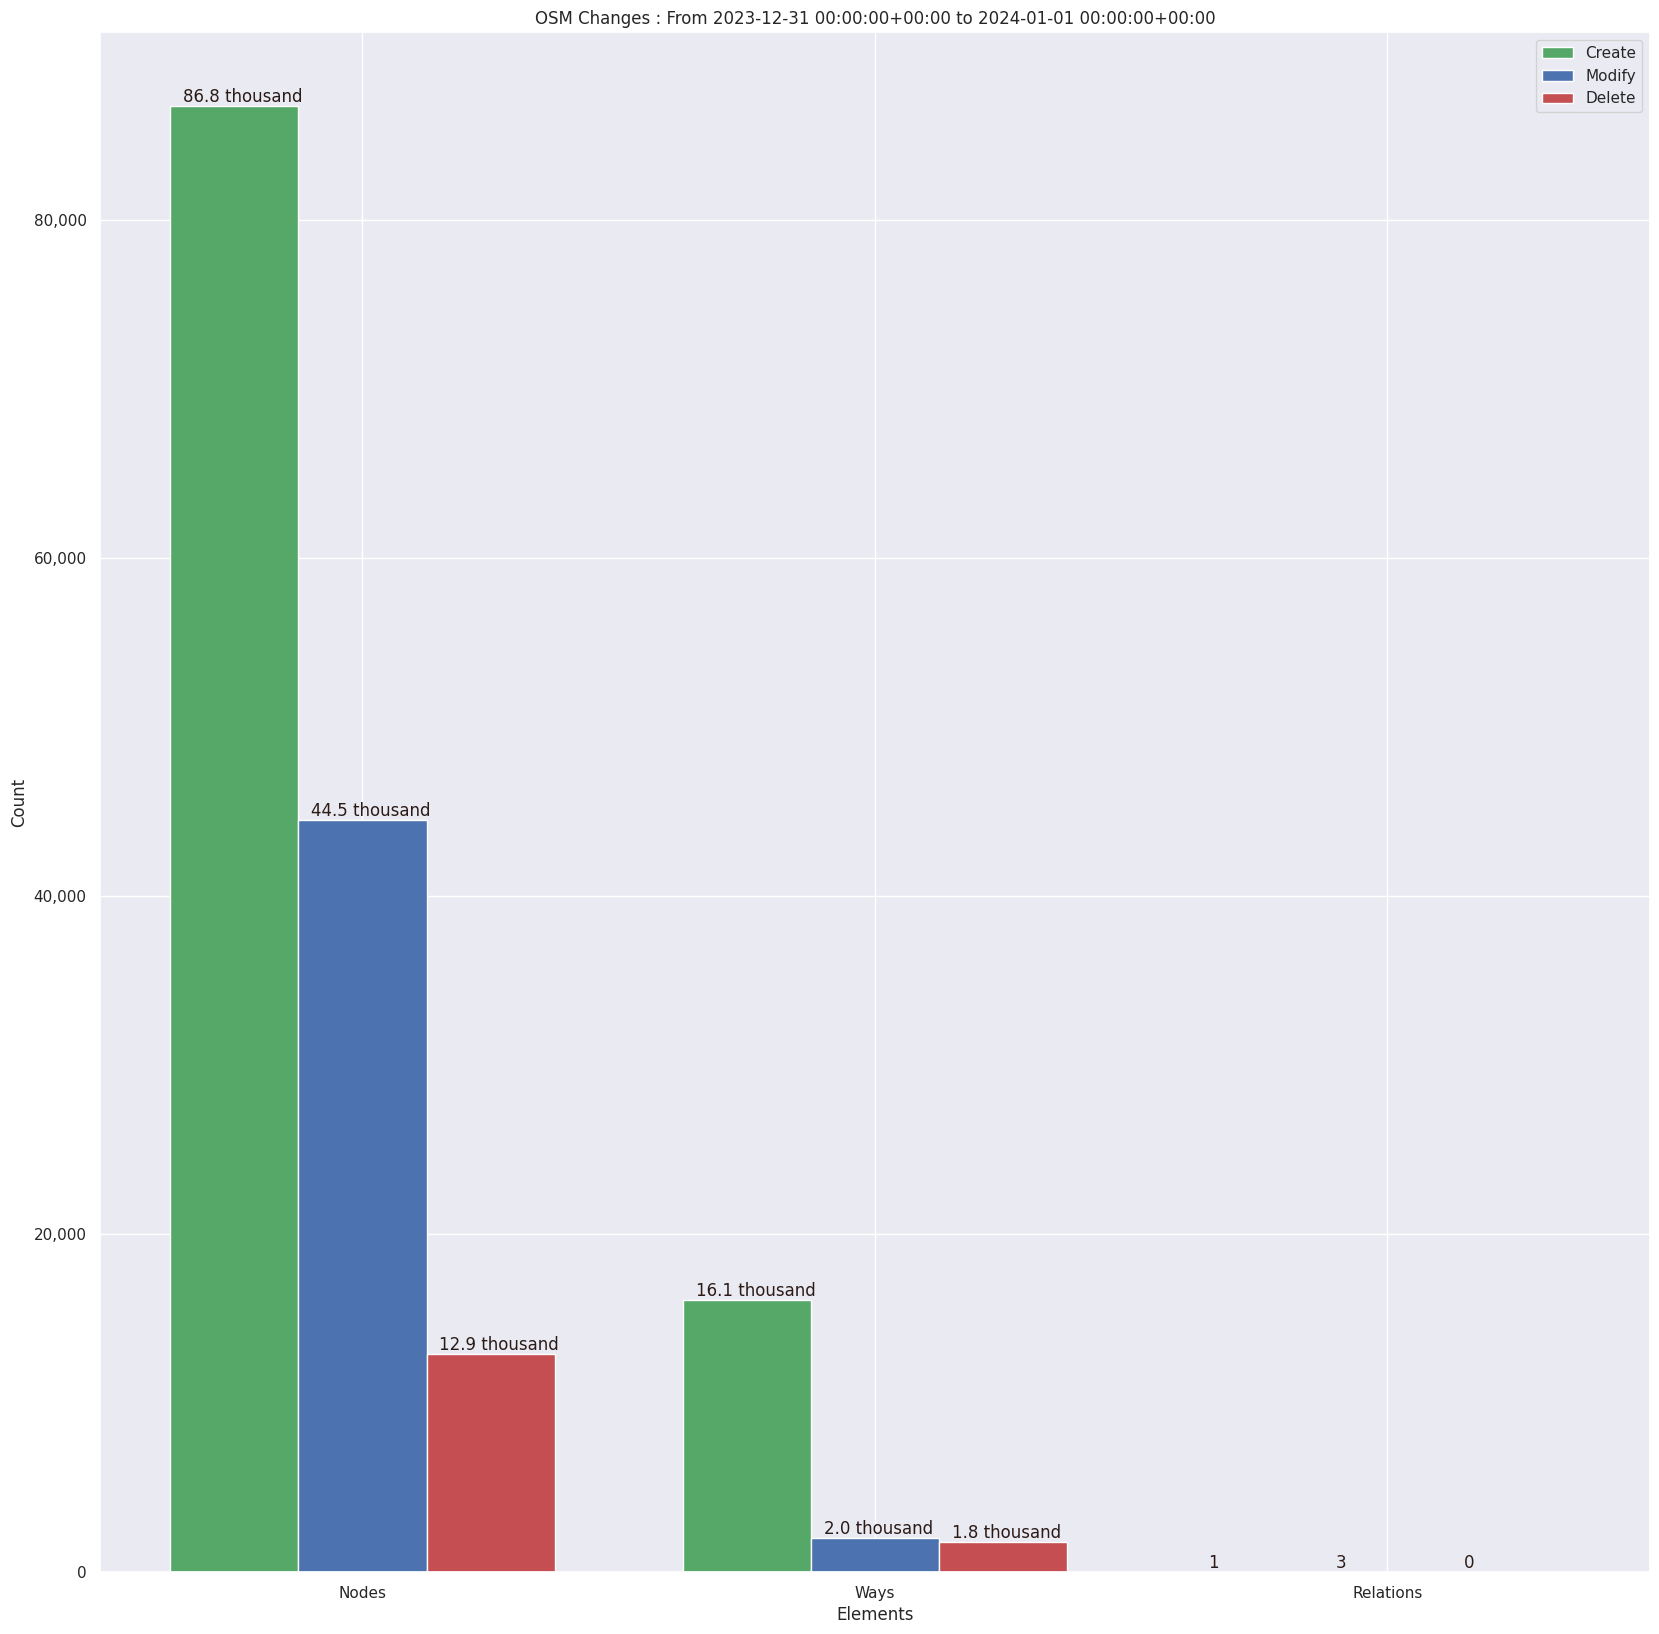 OSM Changes : From 2023-12-31 00:00:00+00:00 to 2024-01-01 00:00:00+00:00
Create
Modify
Delete
86.8 thousand
80,000
60,000
Count
44.5 thousand
40,000
20,000
16.1 thousand
12.9 thousand
2.0 thousand
1.8 thousand
1
3
0
0
Nodes
Ways
Relations
Elements